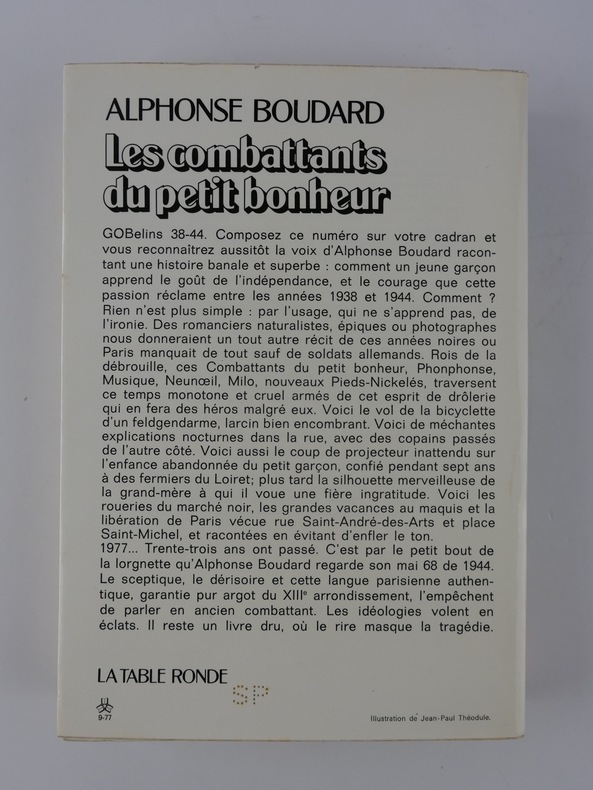 ALPHONSE BOUDARD
Les combattants
du petit bonheur
GOBelins 38-44. Composez ce numéro sur votre cadran et
vous reconnaîtrez aussitôt la voix d'Alphonse Boudard racon-
tant une histoire banale et superbe : comment un jeune garçon
apprend le goût de l'indépendance, et le courage que cette
passion réclame entre les années 1938 et 1944. Comment ?
Rien n'est plus simple : par l'usage, qui ne s'apprend pas, de
l'ironie. Des romanciers naturalistes, épiques ou photographes
nous donneraient un tout autre récit de ces années noires ou
Paris manquait de tout sauf de soldats allemands. Rois de la
débrouille, ces Combattants du petit bonheur, Phonphonse,
Musique, Neunœil, Milo, nouveaux Pieds-Nickelés, traversent
ce temps monotone et cruel armés de cet esprit de drôlerie
qui en fera des héros malgré eux. Voici le vol de la bicyclette
d'un feldgendarme, larcin bien encombrant. Voici de méchantes
explications nocturnes dans la rue, avec des copains passés
de l'autre côté. Voici aussi le coup de projecteur inattendu sur
l'enfance abandonnée du petit garçon, confié pendant sept ans
à des fermiers du Loiret; plus tard la silhouette merveilleuse de
la grand-mère à qui il voue une fière ingratitude. Voici les
roueries du marché noir, les grandes vacances au maquis et la
libération de Paris vécue rue Saint-André-des-Arts et place
Saint-Michel, et racontées en évitant d'enfler le ton.
1977... Trente-trois ans ont passé. C'est par le petit bout de
la lorgnette qu'Alphonse Boudard regarde son mai 68 de 1944.
Le sceptique, le dérisoire et cette langue parisienne authen-
tique, garantie pur argot du XIIIᵉ arrondissement, l'empêchent
de parler en ancien combattant. Les idéologies volent en
éclats. Il reste un livre dru, où le rire masque la tragédie.
LA TABLE RONDE
SP
9-77
Illustration de Jean-Paul Théodule.